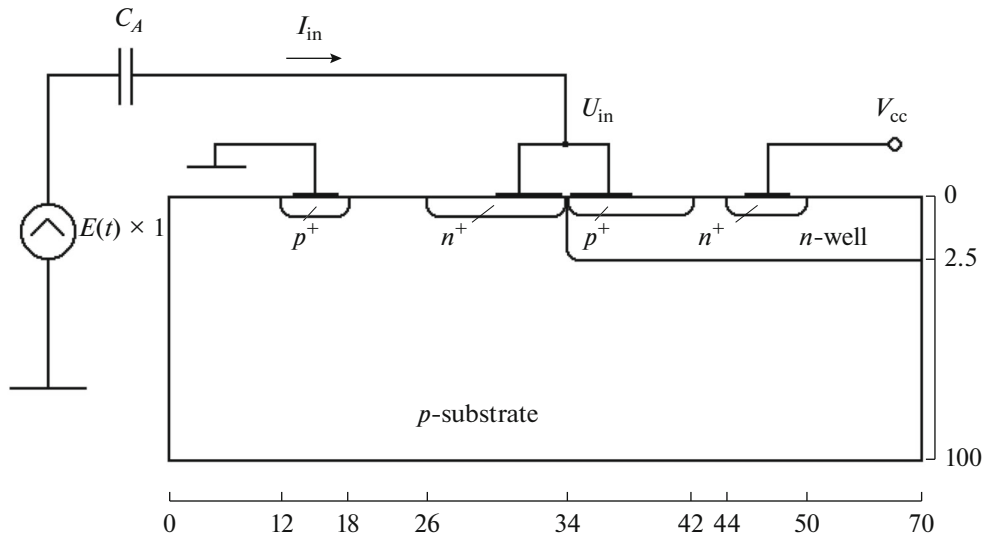 C_A
I_in
U_in
V_cc
E(t) × 1
p+
n+
p+
n+
n-well
0
2.5
p-substrate
100
0 12 18 26 34 42 44 50 70